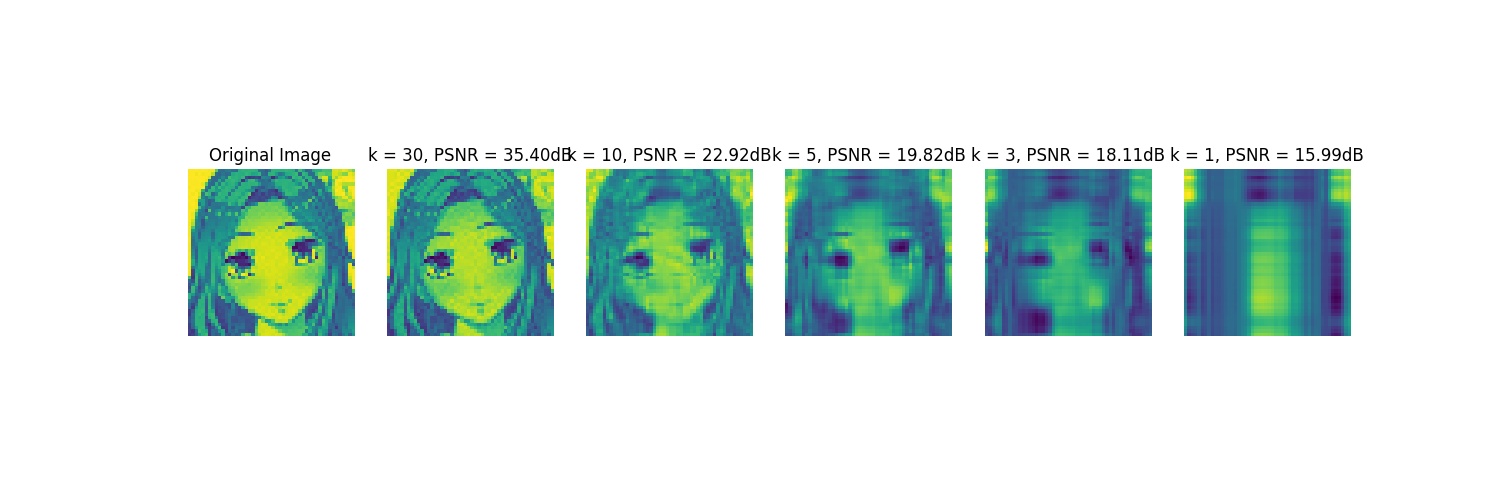 Original Image
k = 30, PSNR = 35.40dB
k = 10, PSNR = 22.92dB
k = 5, PSNR = 19.82dB
k = 3, PSNR = 18.11dB
k = 1, PSNR = 15.99dB